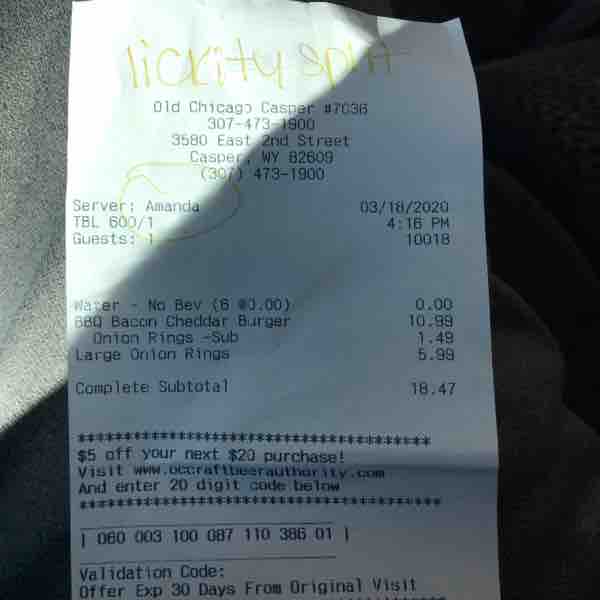 lickity split
Old Chicago Casper #7036
307-473-1900
3580 East 2nd Street
Casper, WY 82609
(307) 473-1900
Server: Amanda 03/18/2020
TBL 600/1 4:16 PM
Guests: 1 10018
Water - No Bev (6 @0.00) 0.00
BBQ Bacon Cheddar Burger 10.99
Onion Rings -Sub 1.49
Large Onion Rings 5.99
Complete Subtotal 18.47
****************************************
$5 off your next $20 purchase!
Visit www.occraftbeerauthority.com
And enter 20 digit code below
****************************************
| 060 003 100 087 110 386 01 |
Validation Code:
Offer Exp 30 Days From Original Visit